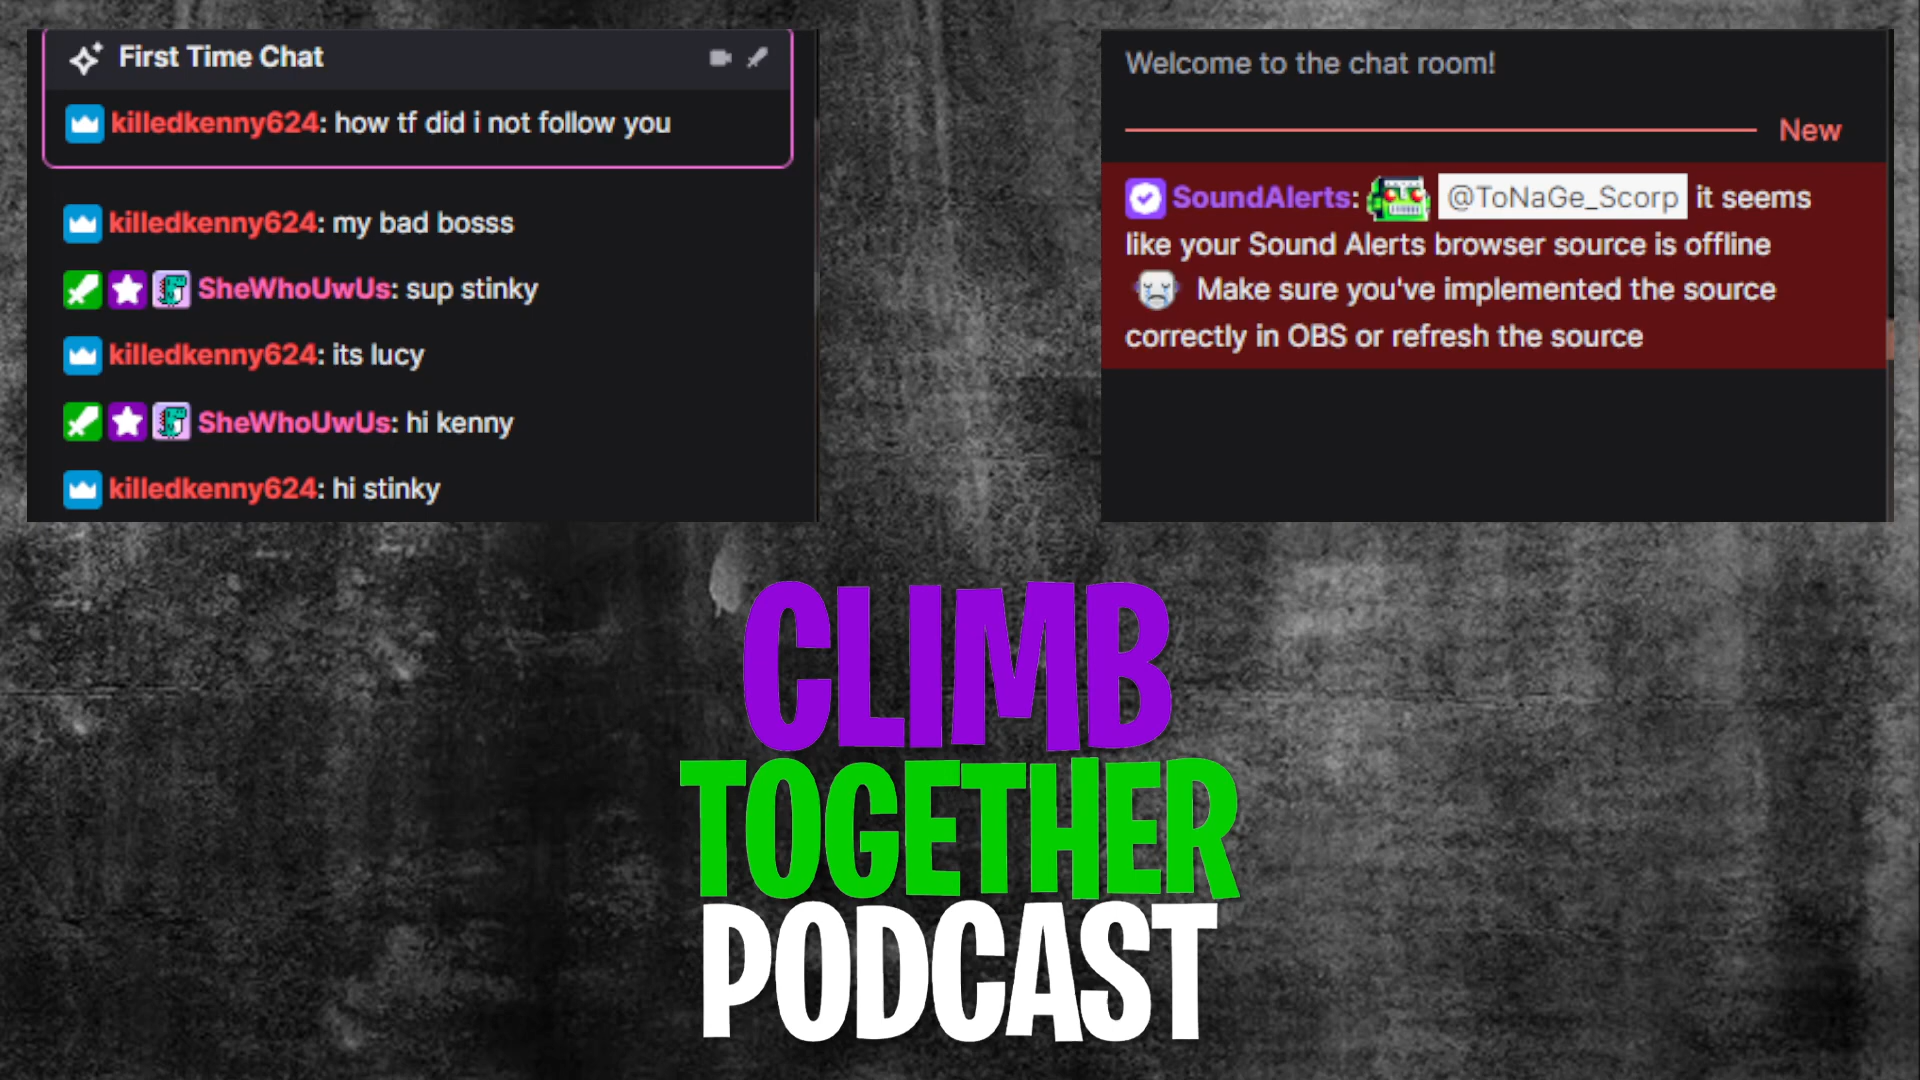 First Time Chat
killedkenny624: how tf did i not follow you
killedkenny624: my bad bosss
SheWhoUwUs: sup stinky
killedkenny624: its lucy
SheWhoUwUs: hi kenny
killedkenny624: hi stinky
Welcome to the chat room!
New
SoundAlerts: @ToNaGe_Scorp it seems
like your Sound Alerts browser source is offline
Make sure you've implemented the source
correctly in OBS or refresh the source
CLIMB
TOGETHER
PODCAST